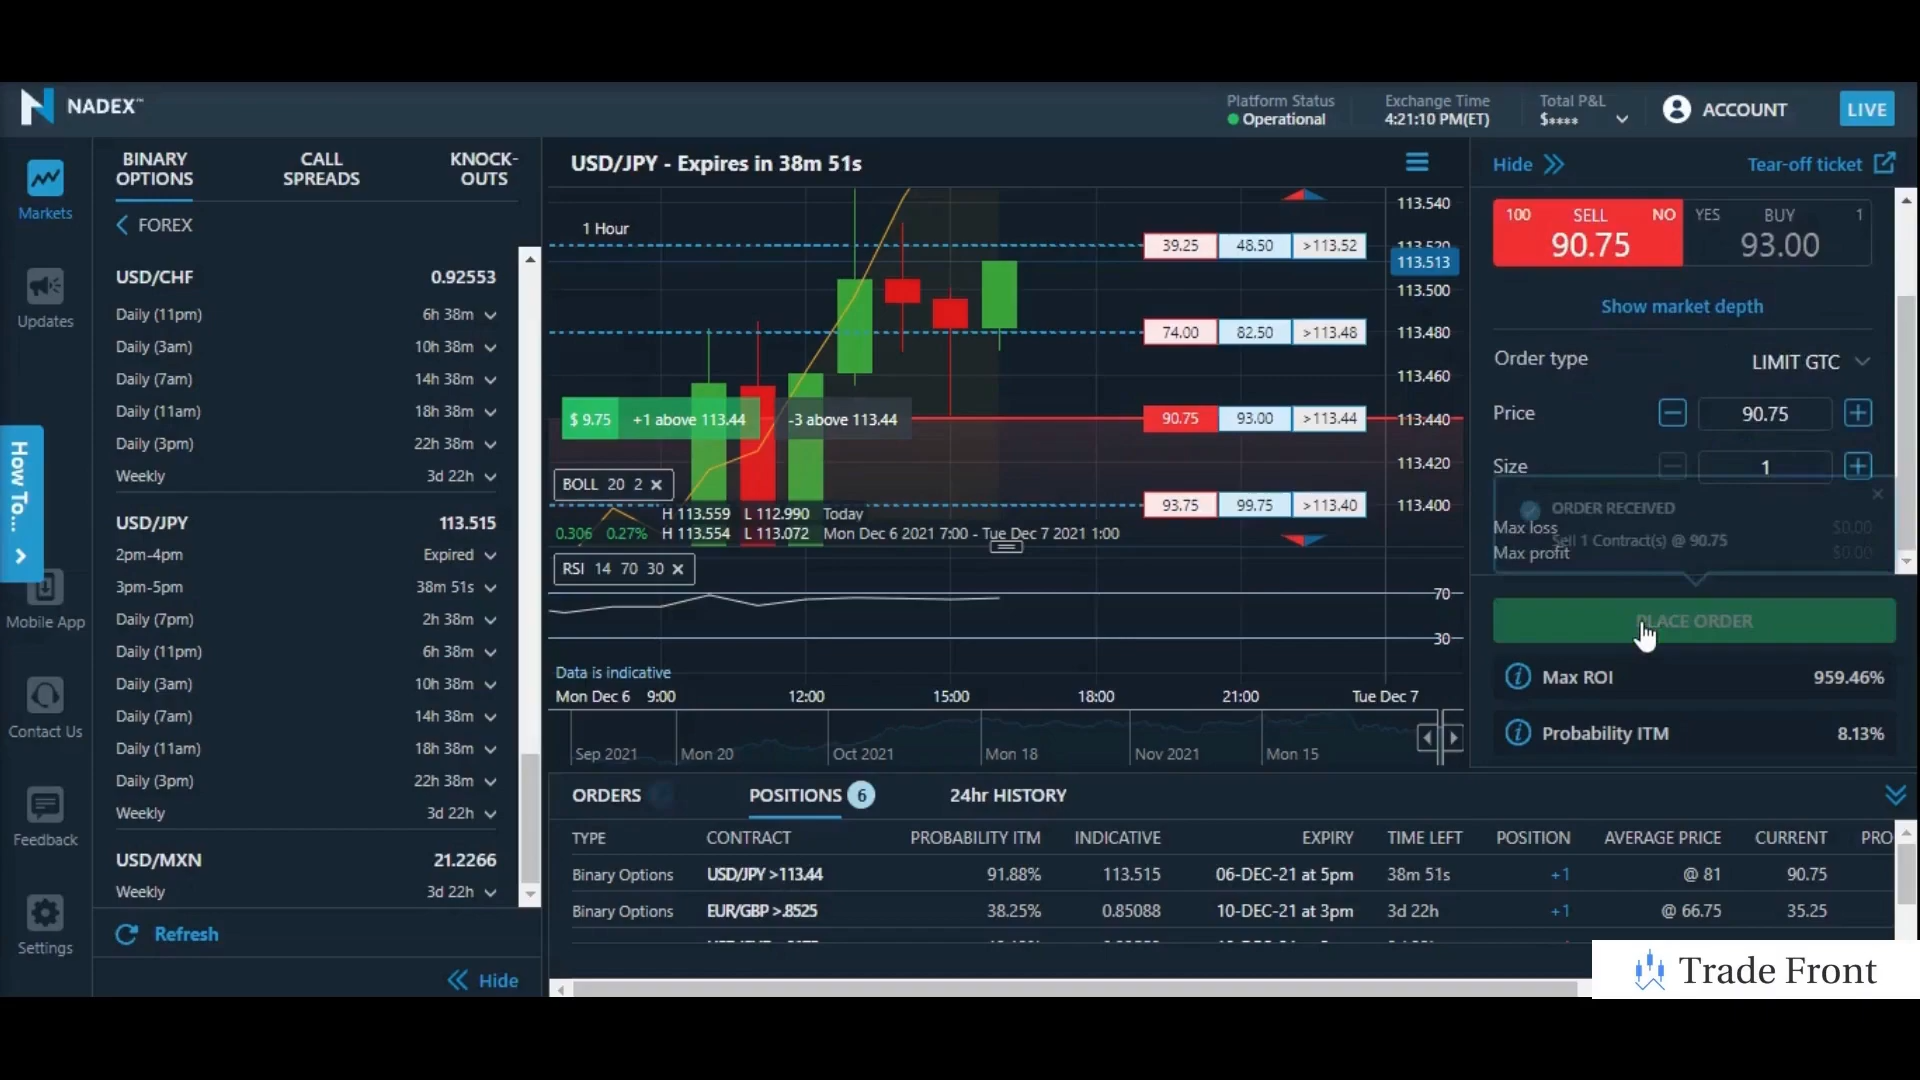 NADEX™
Platform Status
Operational
Exchange Time
4:21:10 PM(ET)
Total P&L
$****
ACCOUNT
LIVE
Markets
Updates
How To...
Mobile App
Contact Us
Feedback
Settings
BINARY OPTIONS
CALL SPREADS
KNOCK-OUTS
FOREX
USD/CHF 0.92553
Daily (11pm) 6h 38m
Daily (3am) 10h 38m
Daily (7am) 14h 38m
Daily (11am) 18h 38m
Daily (3pm) 22h 38m
Weekly 3d 22h
USD/JPY 113.515
2pm-4pm Expired
3pm-5pm 38m 51s
Daily (7pm) 2h 38m
Daily (11pm) 6h 38m
Daily (3am) 10h 38m
Daily (7am) 14h 38m
Daily (11am) 18h 38m
Daily (3pm) 22h 38m
Weekly 3d 22h
USD/MXN 21.2266
Weekly 3d 22h
Refresh
Hide
USD/JPY - Expires in 38m 51s
1 Hour
113.540
39.25 48.50 >113.52 113.520
113.513
113.500
74.00 82.50 >113.48 113.480
113.460
$ 9.75 +1 above 113.44 -3 above 113.44 90.75 93.00 >113.44 113.440
113.420
BOLL 20 2
93.75 99.75 >113.40 113.400
H 113.559 L 112.990 Today
0.306 0.27% H 113.554 L 113.072 Mon Dec 6 2021 7:00 - Tue Dec 7 2021 1:00
RSI 14 70 30
70
30
Data is indicative
Mon Dec 6 9:00 12:00 15:00 18:00 21:00 Tue Dec 7
Sep 2021 Mon 20 Oct 2021 Mon 18 Nov 2021 Mon 15
Hide
Tear-off ticket
100 SELL NO YES BUY 1
90.75 93.00
Show market depth
Order type LIMIT GTC
Price 90.75
Size 1
ORDER RECEIVED
Max loss $0.00
Sell 1 Contract(s) @ 90.75
Max profit $0.00
PLACE ORDER
Max ROI 959.46%
Probability ITM 8.13%
ORDERS POSITIONS 6 24hr HISTORY
TYPE CONTRACT PROBABILITY ITM INDICATIVE EXPIRY TIME LEFT POSITION AVERAGE PRICE CURRENT PRO
Binary Options USD/JPY >113.44 91.88% 113.515 06-DEC-21 at 5pm 38m 51s +1 @ 81 90.75
Binary Options EUR/GBP >.8525 38.25% 0.85088 10-DEC-21 at 3pm 3d 22h +1 @ 66.75 35.25
Trade Front